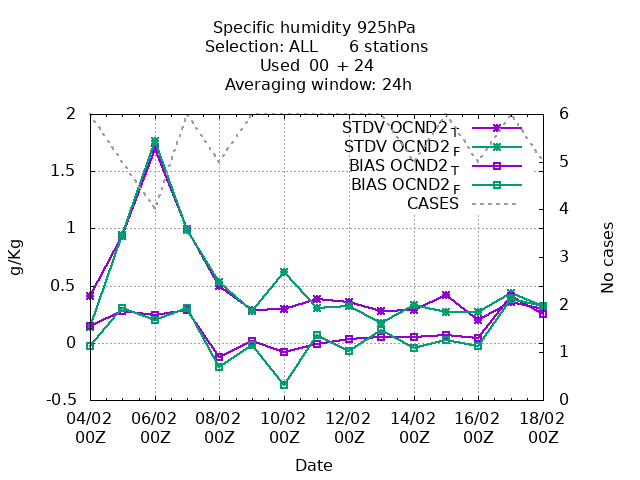 Specific humidity 925hPa
Selection: ALL 6 stations
Used 00 + 24
Averaging window: 24h
STDV OCND2 T
STDV OCND2 F
BIAS OCND2 T
BIAS OCND2 F
CASES
g/Kg
2
1.5
1
0.5
0
-0.5
6
5
4
3
2
1
0
No cases
04/02 06/02 08/02 10/02 12/02 14/02 16/02 18/02
00Z 00Z 00Z 00Z 00Z 00Z 00Z 00Z
Date